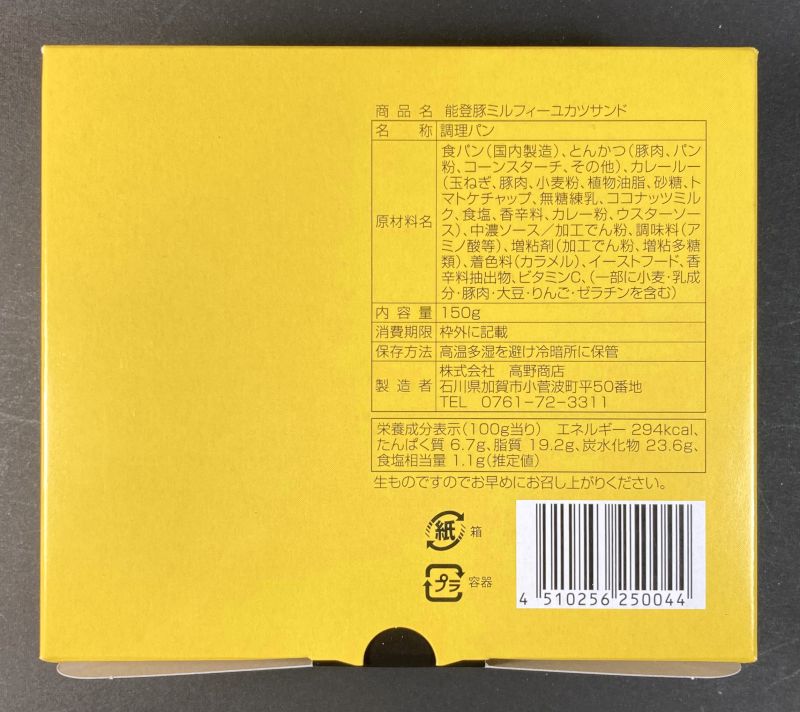 商品名 能登豚ミルフィーユカツサンド
名称 調理パン
原材料名
食パン(国内製造)、とんかつ(豚肉、パン
粉、コーンスターチ、その他)、カレールー
(玉ねぎ、豚肉、小麦粉、植物油脂、砂糖、ト
マトケチャップ、無糖練乳、ココナッツミル
ク、食塩、香辛料、カレー粉、ウスターソー
ス)、中濃ソース/加工でん粉、調味料(ア
ミノ酸等)、増粘剤(加工でん粉、増粘多糖
類)、着色料(カラメル)、イーストフード、香
辛料抽出物、ビタミンC、(一部に小麦・乳成
分・豚肉・大豆・りんご・ゼラチンを含む)
内容量 150g
消費期限 枠外に記載
保存方法 高温多湿を避け冷暗所に保管
製造者
株式会社 高野商店
石川県加賀市小菅波町平50番地
TEL 0761-72-3311
栄養成分表示(100g当り) エネルギー 294kcal、
たんぱく質 6.7g、脂質 19.2g、炭水化物 23.6g、
食塩相当量 1.1g(推定値)
生ものですのでお早めにお召し上がりください。
紙 箱
プラ 容器
4 510256 250044